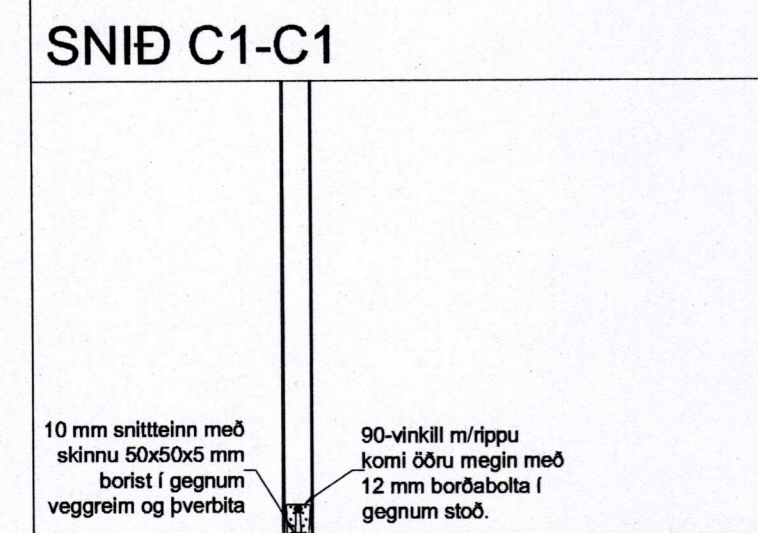 SNIÐ C1-C1
10 mm snittteinn með
skinnu 50x50x5 mm
borist í gegnum
veggreim og þverbita
90-vinkill m/rippu
komi öðru megin með
12 mm borðabolta í
gegnum stoð.